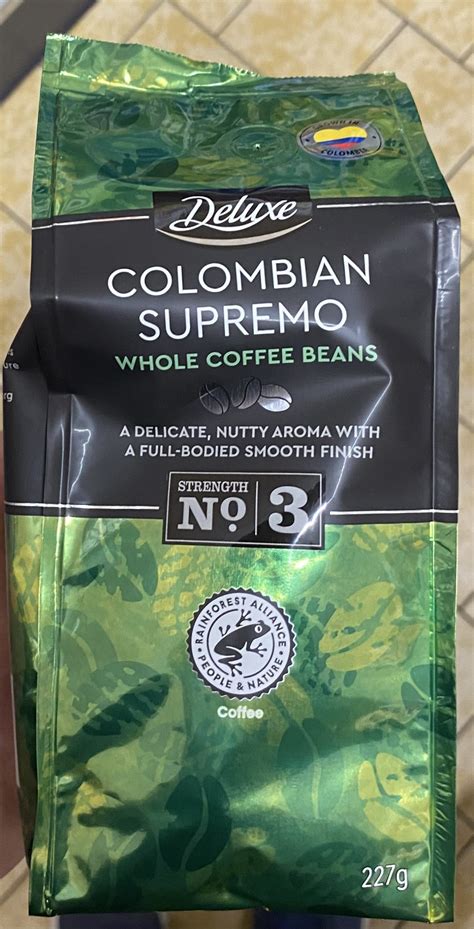 COLOMBIA
Deluxe
COLOMBIAN
SUPREMO
WHOLE COFFEE BEANS
A DELICATE, NUTTY AROMA WITH
A FULL-BODIED SMOOTH FINISH
STRENGTH
No 3
RAINFOREST ALLIANCE
PEOPLE & NATURE
Coffee
227g